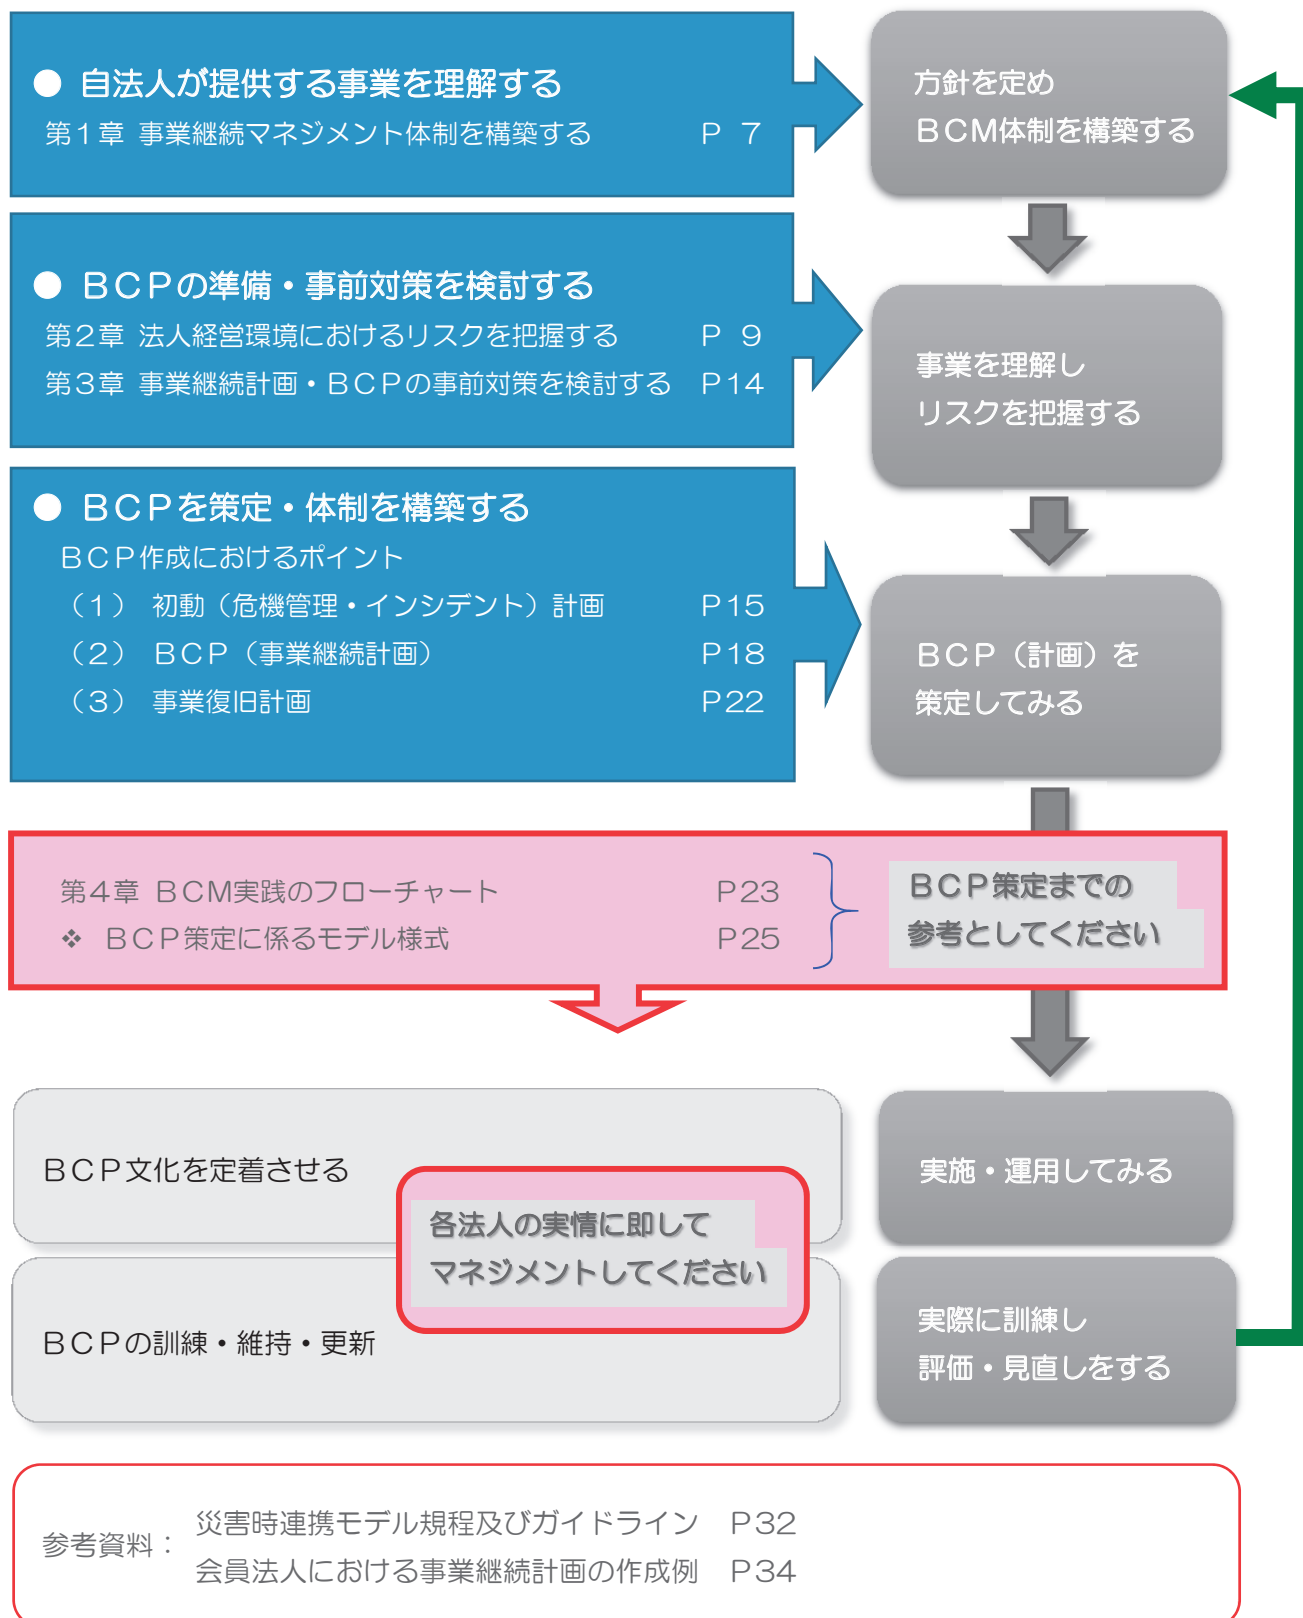 ● 自法人が提供する事業を理解する
第1章 事業継続マネジメント体制を構築する P 7
方針を定め
BCM体制を構築する
● BCPの準備・事前対策を検討する
第2章 法人経営環境におけるリスクを把握する P 9
第3章 事業継続計画・BCPの事前対策を検討する P14
事業を理解し
リスクを把握する
● BCPを策定・体制を構築する
BCP作成におけるポイント
(1) 初動(危機管理・インシデント)計画 P15
(2) BCP(事業継続計画) P18
(3) 事業復旧計画 P22
BCP(計画)を
策定してみる
第4章 BCM実践のフローチャート P23
❖ BCP策定に係るモデル様式 P25
BCP策定までの
参考としてください
BCP文化を定着させる
実施・運用してみる
各法人の実情に即して
マネジメントしてください
BCPの訓練・維持・更新
実際に訓練し
評価・見直しをする
参考資料:
災害時連携モデル規程及びガイドライン P32
会員法人における事業継続計画の作成例 P34